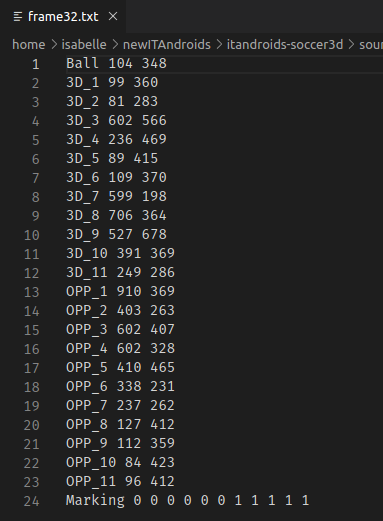 frame32.txt ×
home > isabelle > newITAndroids > itandroids-soccer3d > sour
1 Ball 104 348
2 3D_1 99 360
3 3D_2 81 283
4 3D_3 602 566
5 3D_4 236 469
6 3D_5 89 415
7 3D_6 109 370
8 3D_7 599 198
9 3D_8 706 364
10 3D_9 527 678
11 3D_10 391 369
12 3D_11 249 286
13 OPP_1 910 369
14 OPP_2 403 263
15 OPP_3 602 407
16 OPP_4 602 328
17 OPP_5 410 465
18 OPP_6 338 231
19 OPP_7 237 262
20 OPP_8 127 412
21 OPP_9 112 359
22 OPP_10 84 423
23 OPP_11 96 412
24 Marking 0 0 0 0 0 0 1 1 1 1 1